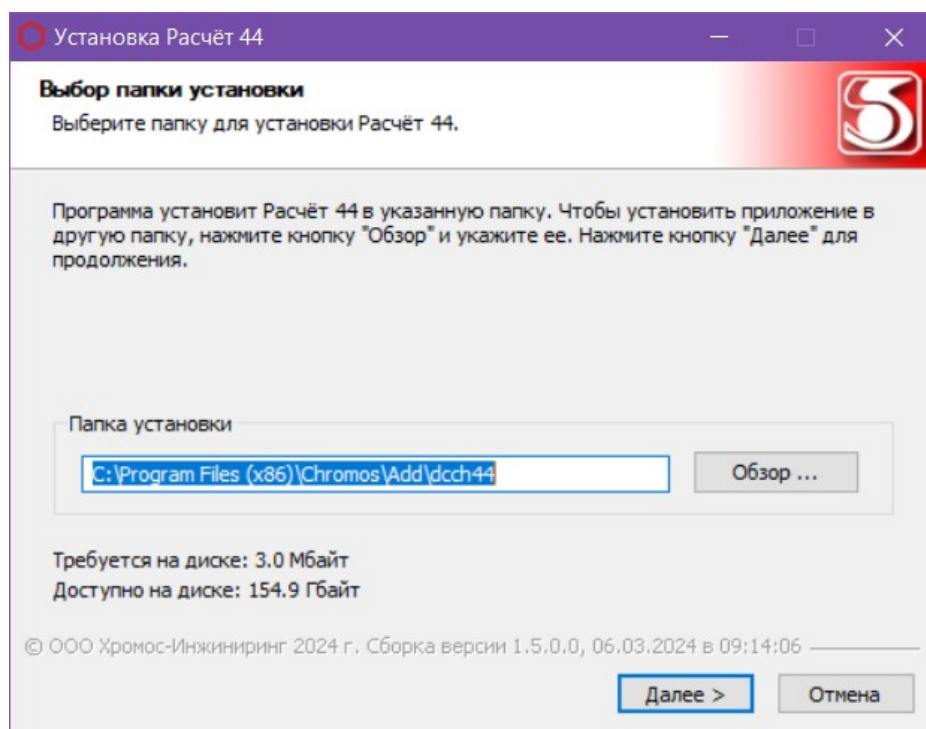 Установка Расчёт 44
Выбор папки установки
Выберите папку для установки Расчёт 44.
Программа установит Расчёт 44 в указанную папку. Чтобы установить приложение в
другую папку, нажмите кнопку "Обзор" и укажите ее. Нажмите кнопку "Далее" для
продолжения.
Папка установки
C:\Program Files (x86)\Chromos\Add\dcch44
Обзор ...
Требуется на диске: 3.0 Мбайт
Доступно на диске: 154.9 Гбайт
© ООО Хромос-Инжиниринг 2024 г. Сборка версии 1.5.0.0, 06.03.2024 в 09:14:06
Далее >
Отмена